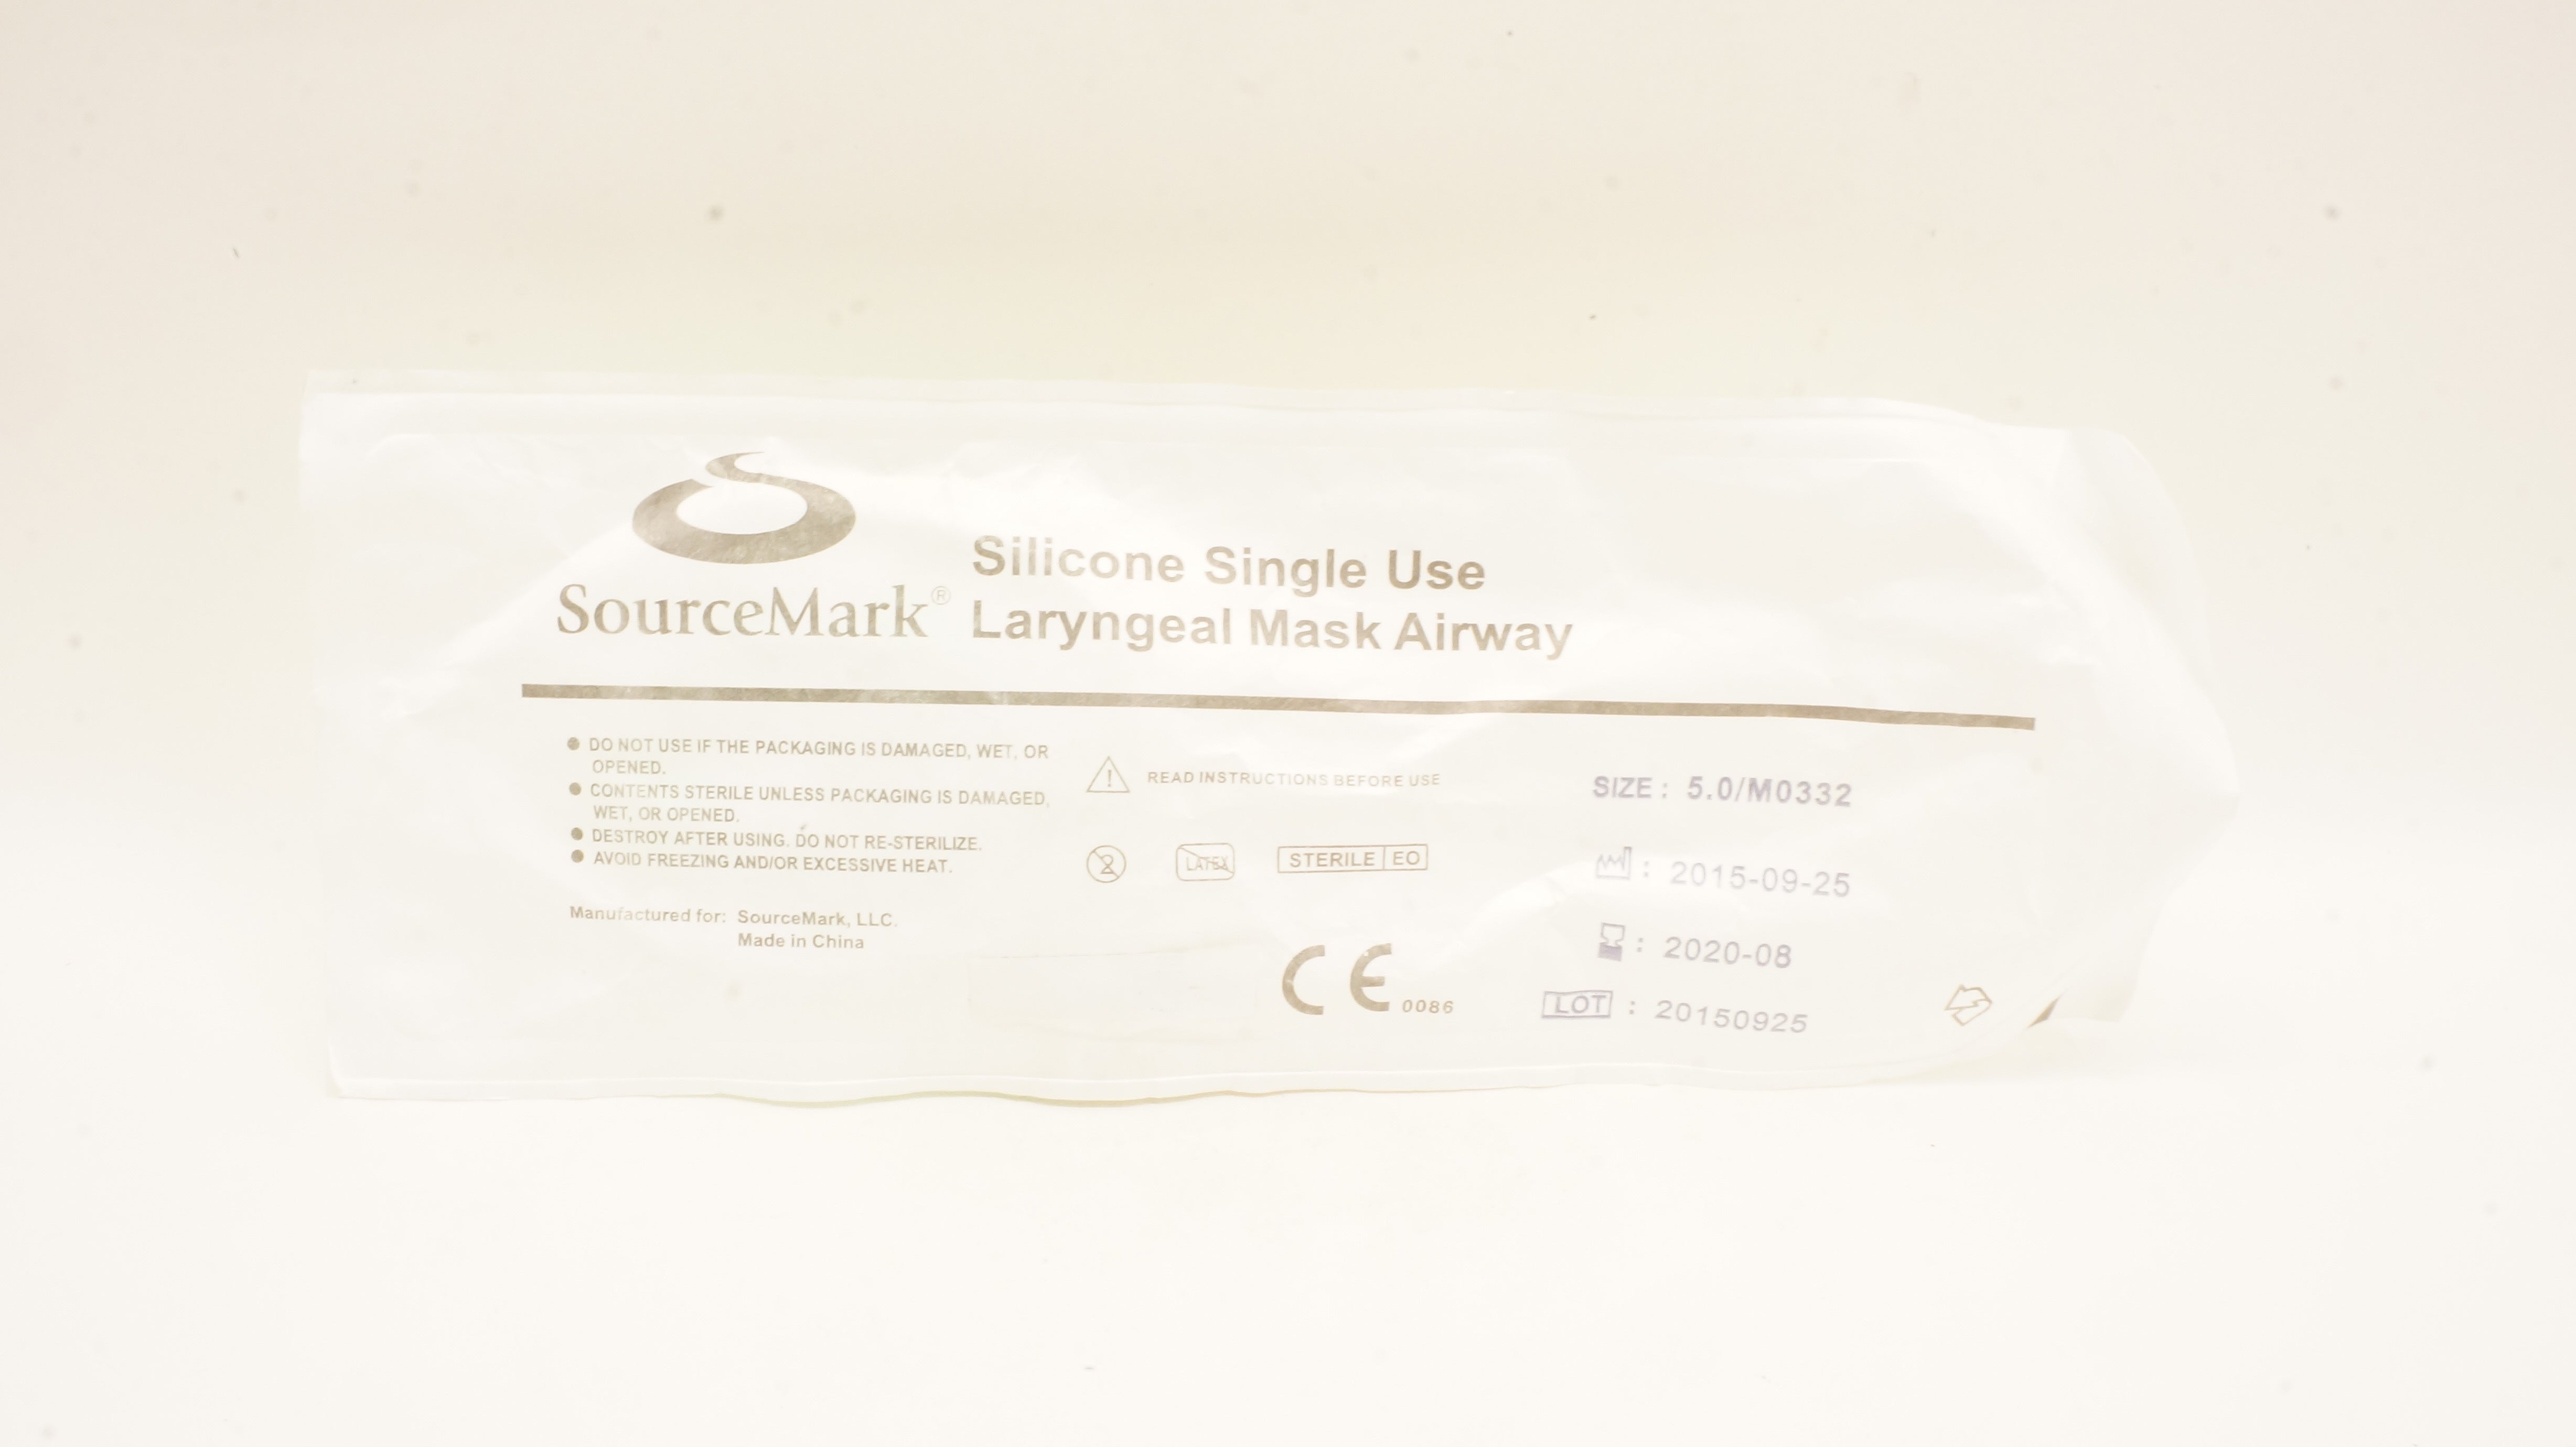 SourceMark®
Silicone Single Use
Laryngeal Mask Airway
DO NOT USE IF THE PACKAGING IS DAMAGED, WET, OR
OPENED.
CONTENTS STERILE UNLESS PACKAGING IS DAMAGED,
WET, OR OPENED.
DESTROY AFTER USING. DO NOT RE-STERILIZE.
AVOID FREEZING AND/OR EXCESSIVE HEAT.
Manufactured for: SourceMark, LLC.
Made in China
! READ INSTRUCTIONS BEFORE USE
2 LATEX STERILE EO
CE 0086
SIZE : 5.0/M0332
: 2015-09-25
: 2020-08
LOT : 20150925